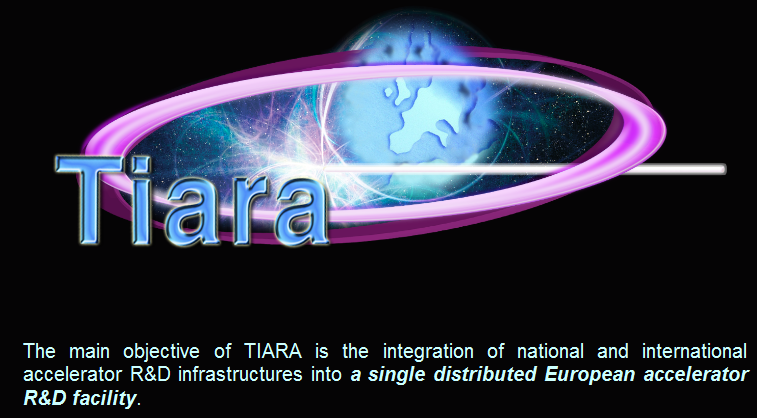 Tiara
The main objective of TIARA is the integration of national and international
accelerator R&D infrastructures into a single distributed European accelerator
R&D facility.